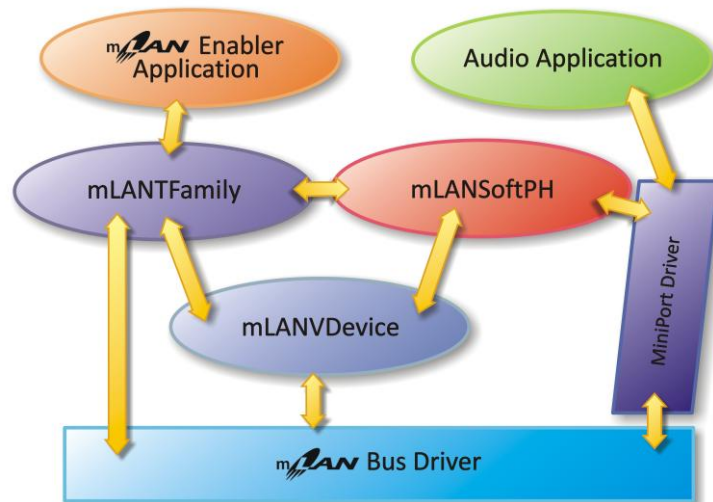 mLAN Enabler
Application
Audio Application
mLANTFamily
mLANSoftPH
MiniPort Driver
mLANVDevice
mLAN Bus Driver